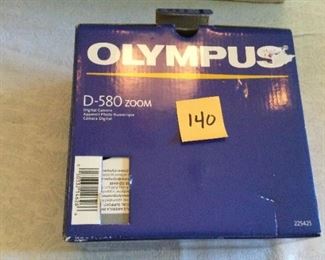 OLYMPUS
D-580 ZOOM
Digital Camera
Appareil Photo Numérique
Cámara Digital
140
225425